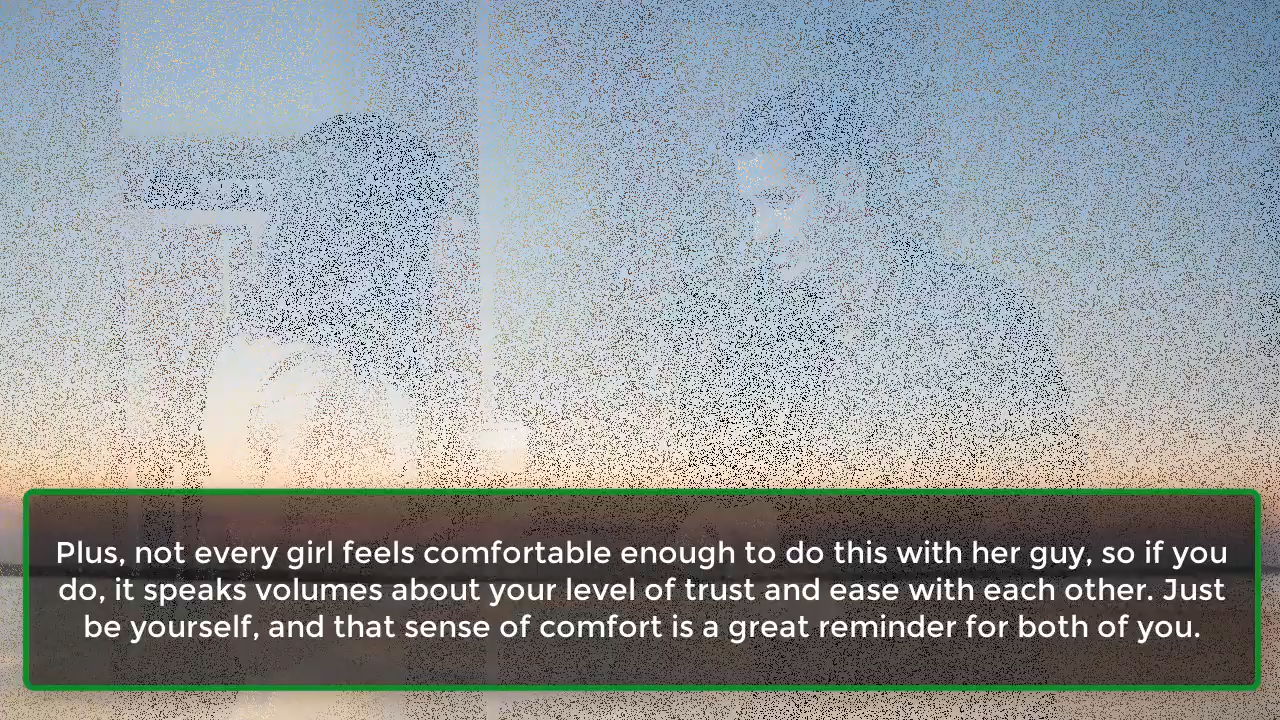 Plus, not every girl feels comfortable enough to do this with her guy, so if you
do, it speaks volumes about your level of trust and ease with each other. Just
be yourself, and that sense of comfort is a great reminder for both of you.